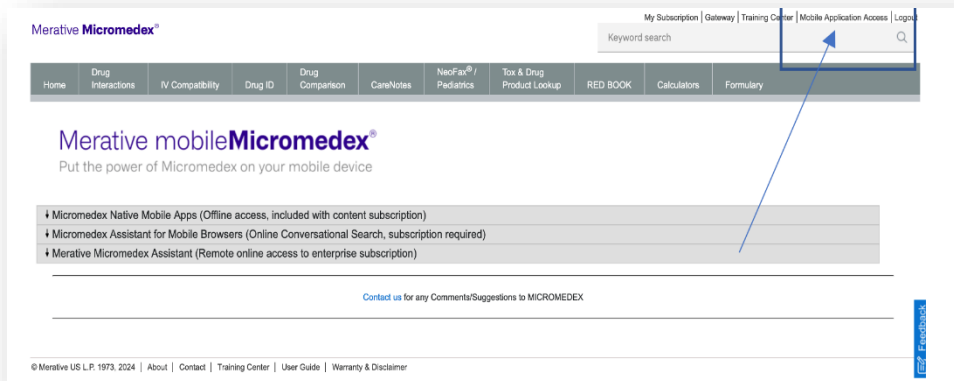 My Subscription | Gateway | Training Center | Mobile Application Access | Logout
Merative Micromedex®
Keyword search
Home
Drug Interactions
IV Compatibility
Drug ID
Drug Comparison
CareNotes
NeoFax® / Pediatrics
Tox & Drug Product Lookup
RED BOOK
Calculators
Formulary
Merative mobileMicromedex®
Put the power of Micromedex on your mobile device
Micromedex Native Mobile Apps (Offline access, included with content subscription)
Micromedex Assistant for Mobile Browsers (Online Conversational Search, subscription required)
Merative Micromedex Assistant (Remote online access to enterprise subscription)
Contact us for any Comments/Suggestions to MICROMEDEX
Feedback
© Merative US L.P. 1973, 2024 | About | Contact | Training Center | User Guide | Warranty & Disclaimer